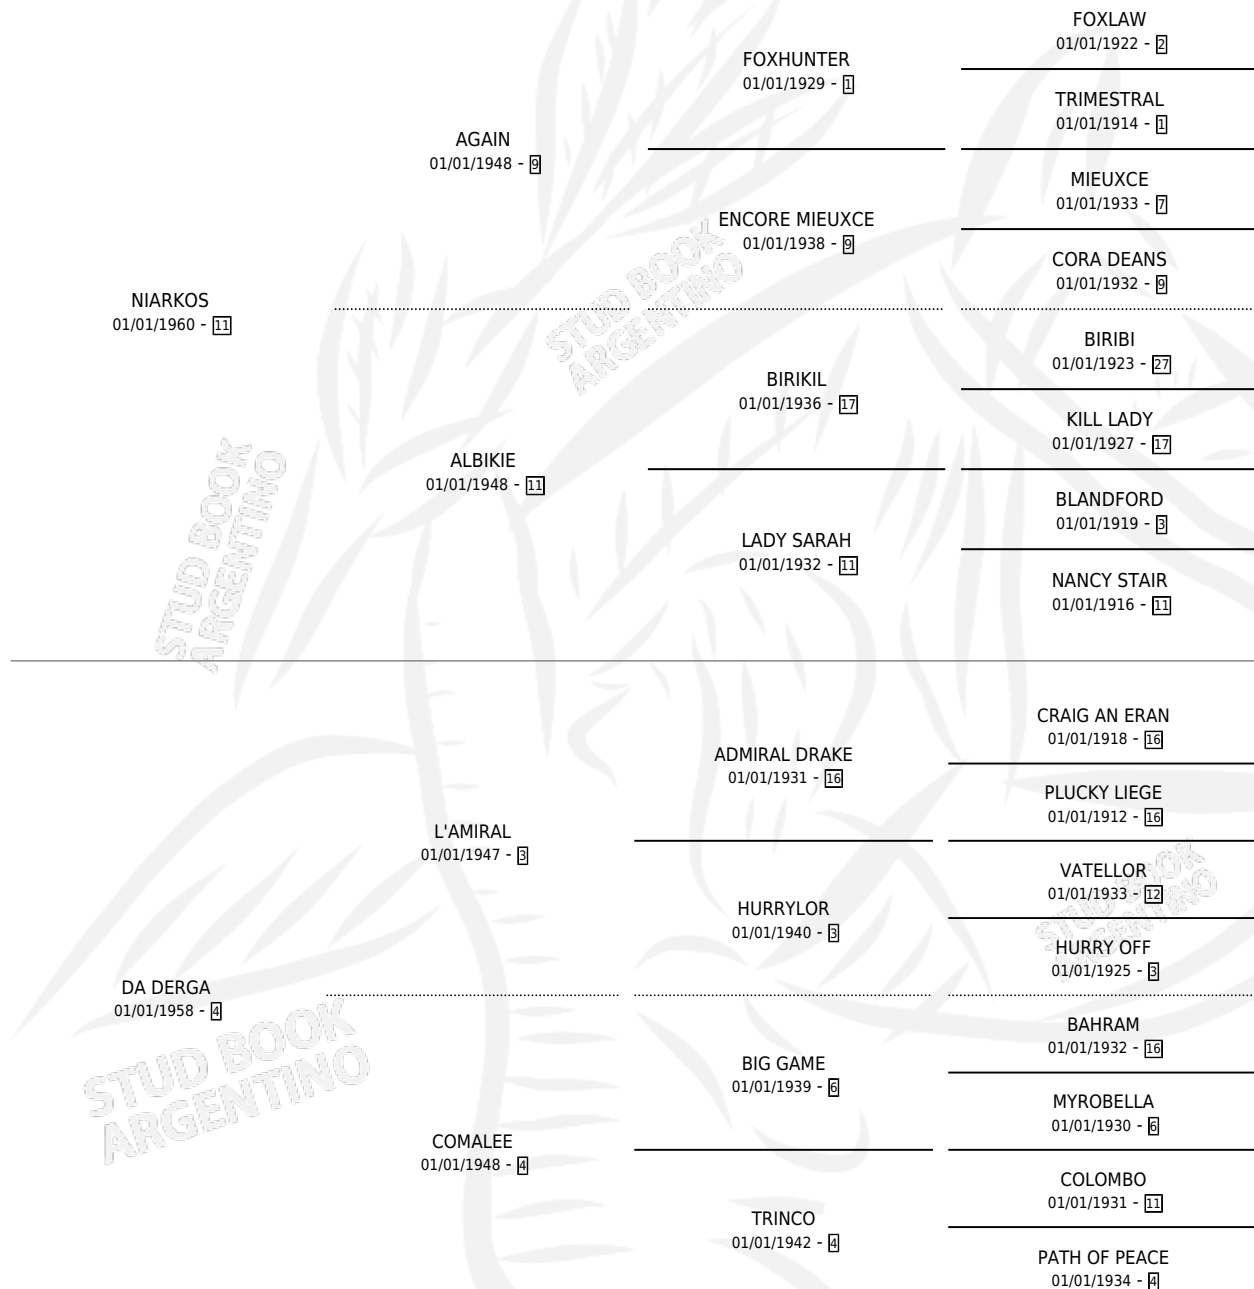 FOXLAW
01/01/1922 - 2
FOXHUNTER
01/01/1929 - 1
TRIMESTRAL
01/01/1914 - 1
AGAIN
01/01/1948 - 9
MIEUXCE
01/01/1933 - 7
ENCORE MIEUXCE
01/01/1938 - 9
CORA DEANS
01/01/1932 - 9
NIARKOS
01/01/1960 - 11
STUD BOOK
ARGENTINO
BIRIBI
01/01/1923 - 27
BIRIKIL
01/01/1936 - 17
KILL LADY
01/01/1927 - 17
ALBIKIE
01/01/1948 - 11
BLANDFORD
01/01/1919 - 3
LADY SARAH
01/01/1932 - 11
NANCY STAIR
01/01/1916 - 11
STUD BOOK
ARGENTINO
CRAIG AN ERAN
01/01/1918 - 16
ADMIRAL DRAKE
01/01/1931 - 16
PLUCKY LIEGE
01/01/1912 - 16
L'AMIRAL
01/01/1947 - 3
VATELLOR
01/01/1933 - 12
HURRYLOR
01/01/1940 - 3
HURRY OFF
01/01/1925 - 3
STUD BOOK
ARGENTINO
DA DERGA
01/01/1958 - 4
BAHRAM
01/01/1932 - 16
BIG GAME
01/01/1939 - 6
MYROBELLA
01/01/1930 - 6
STUD BOOK
ARGENTINO
COMALEE
01/01/1948 - 4
COLOMBO
01/01/1931 - 11
TRINCO
01/01/1942 - 4
PATH OF PEACE
01/01/1934 - 4